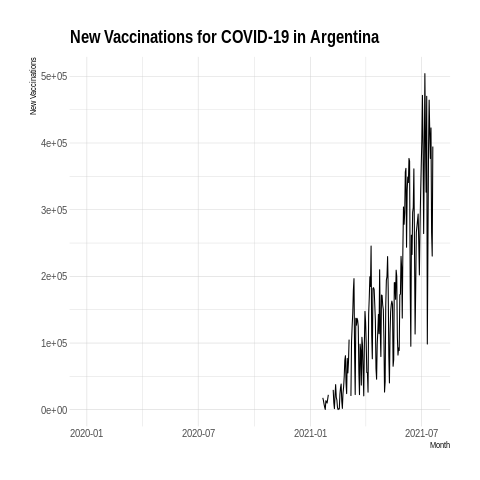 New Vaccinations for COVID-19 in Argentina
New Vaccinations
5e+05
4e+05
3e+05
2e+05
1e+05
0e+00
2020-01 2020-07 2021-01 2021-07
Month